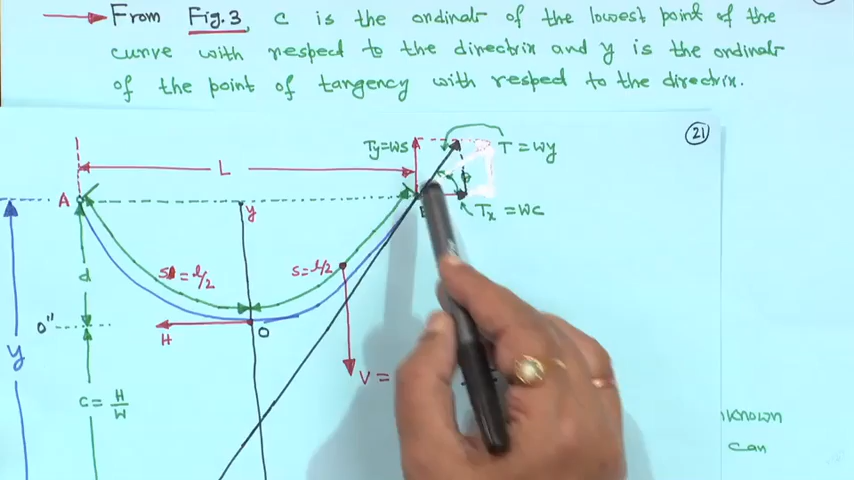 From Fig.3, c is the ordinate of the lowest point of the
curve with respect to the directrix and y is the ordinate
of the point of tangency with respect to the directrix.
21
Ty=WS
T = Wy
L
A
y
θ
Tx = WC
d
S = l/2
S=l/2
O"
O
y
H
V =
C = H/W
can